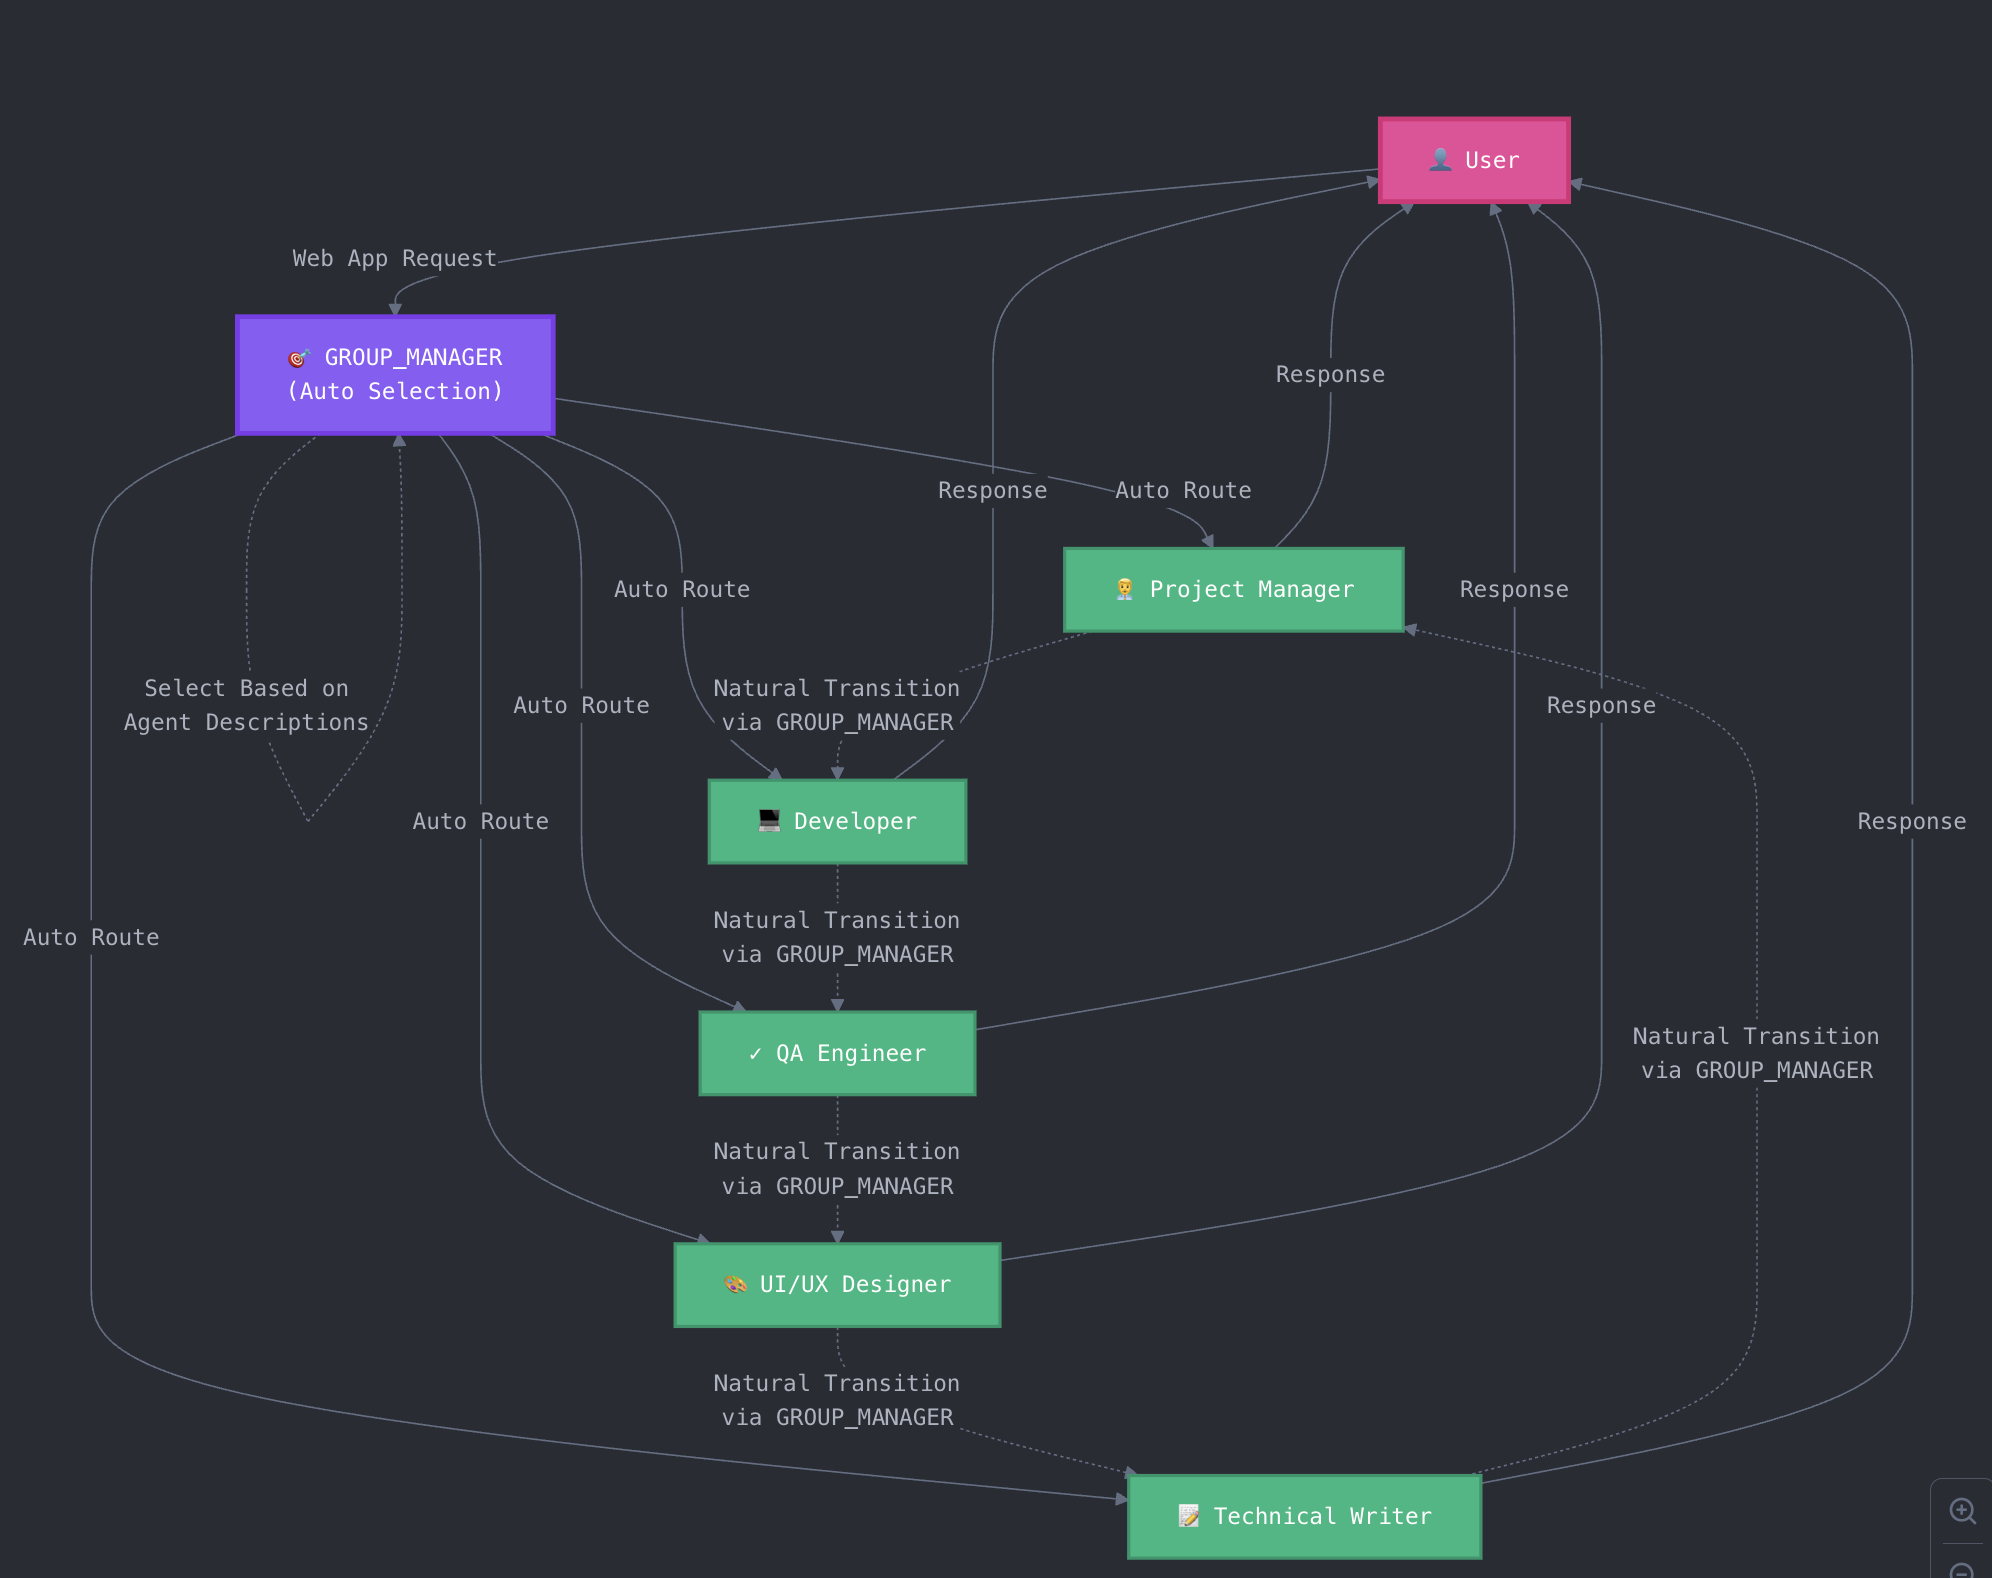 User
Web App Request
GROUP_MANAGER
(Auto Selection)
Response
Response
Auto Route
Auto Route
Project Manager
Response
Select Based on
Agent Descriptions
Auto Route
Natural Transition
via GROUP_MANAGER
Response
Auto Route
Developer
Response
Auto Route
Natural Transition
via GROUP_MANAGER
✓ QA Engineer
Natural Transition
via GROUP_MANAGER
Natural Transition
via GROUP_MANAGER
UI/UX Designer
Natural Transition
via GROUP_MANAGER
Technical Writer